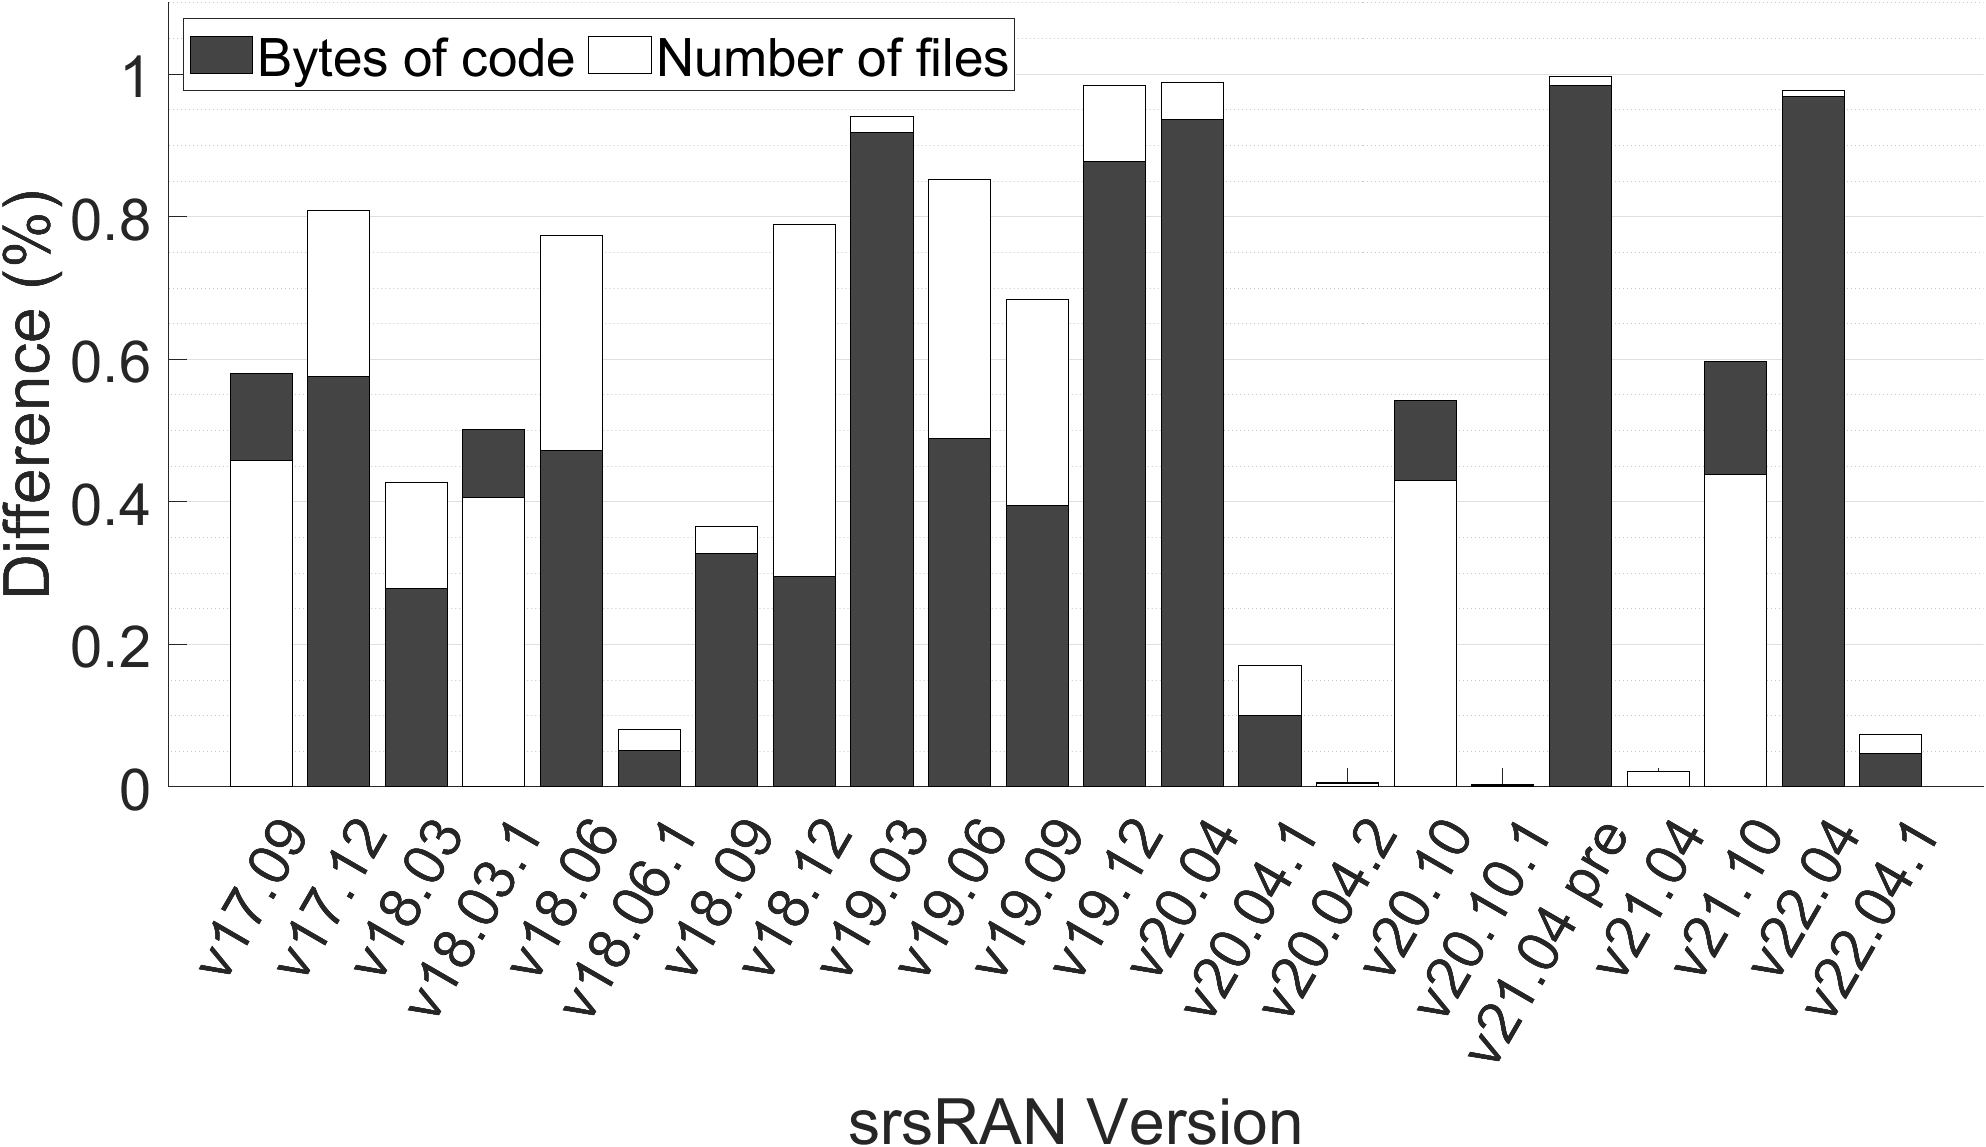 Bytes of code Number of files
Difference (%)
1
0.8
0.6
0.4
0.2
0
v17.09
v17.12
v18.03
v18.03.1
v18.06
v18.06.1
v18.09
v18.12
v19.03
v19.06
v19.09
v19.12
v20.04
v20.04.1
v20.04.2
v20.10
v20.10.1
v21.04 pre
v21.04
v21.10
v22.04
v22.04.1
srsRAN Version